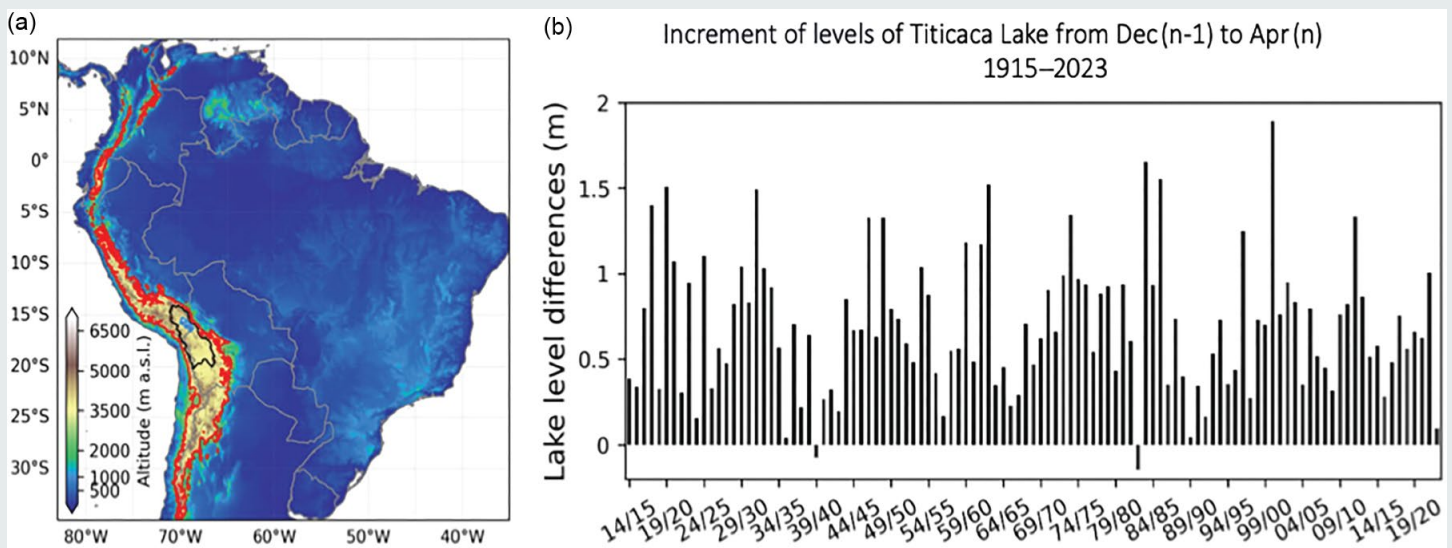 (a)
10°N
5°N
0°
5°S
10°S
15°S
20°S
25°S
30°S
80°W 70°W 60°W 50°W 40°W
6500
5000
3500
2000
1000
500
Altitude (m a.s.l.)
(b)
Increment of levels of Titicaca Lake from Dec(n-1) to Apr(n)
1915–2023
Lake level differences (m)
2
1.5
1
0.5
0
14/15 19/20 24/25 29/30 34/35 39/40 44/45 49/50 54/55 59/60 64/65 69/70 74/75 79/80 84/85 89/90 94/95 99/00 04/05 09/10 14/15 19/20